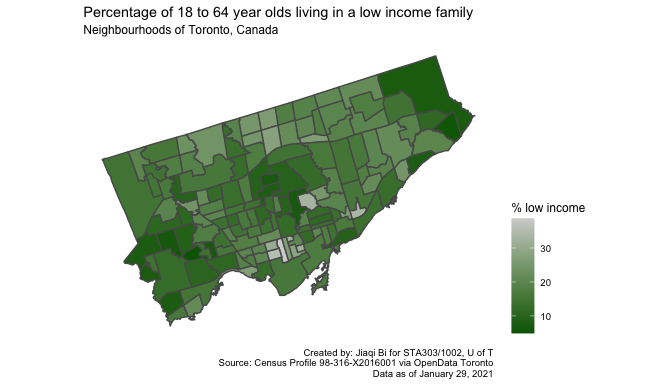 Percentage of 18 to 64 year olds living in a low income family
Neighbourhoods of Toronto, Canada
% low income
30
20
10
Created by: Jiaqi Bi for STA303/1002, U of T
Source: Census Profile 98-316-X2016001 via OpenData Toronto
Data as of January 29, 2021